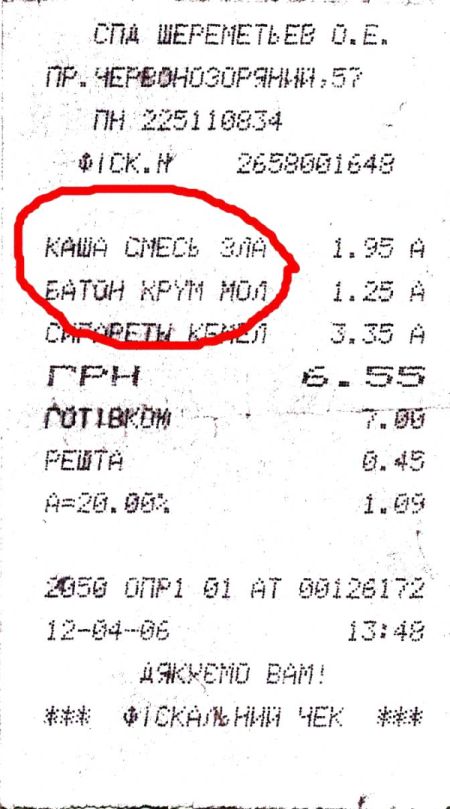 СПД ШЕРЕМЕТЬЕВ О.Е.
ПР.ЧЕРВОНОЗОРЯНИЙ,57
ПН 225110834
ФІСК.N 2658001648
КАША СМЕСЬ ЗЛА 1.95 А
БАТОН КРУМ МОЛ 1.25 А
СИГАРЕТЫ КЕМЕЛ 3.35 А
ГРН 6.55
ГОТІВКОМ 7.00
РЕШТА 0.45
А=20.00% 1.09
2050 ОПР1 01 АТ 00126172
12-04-06 13:48
ДЯКУЕМО ВАМ!
*** ФІСКАЛЬНИЙ ЧЕК ***